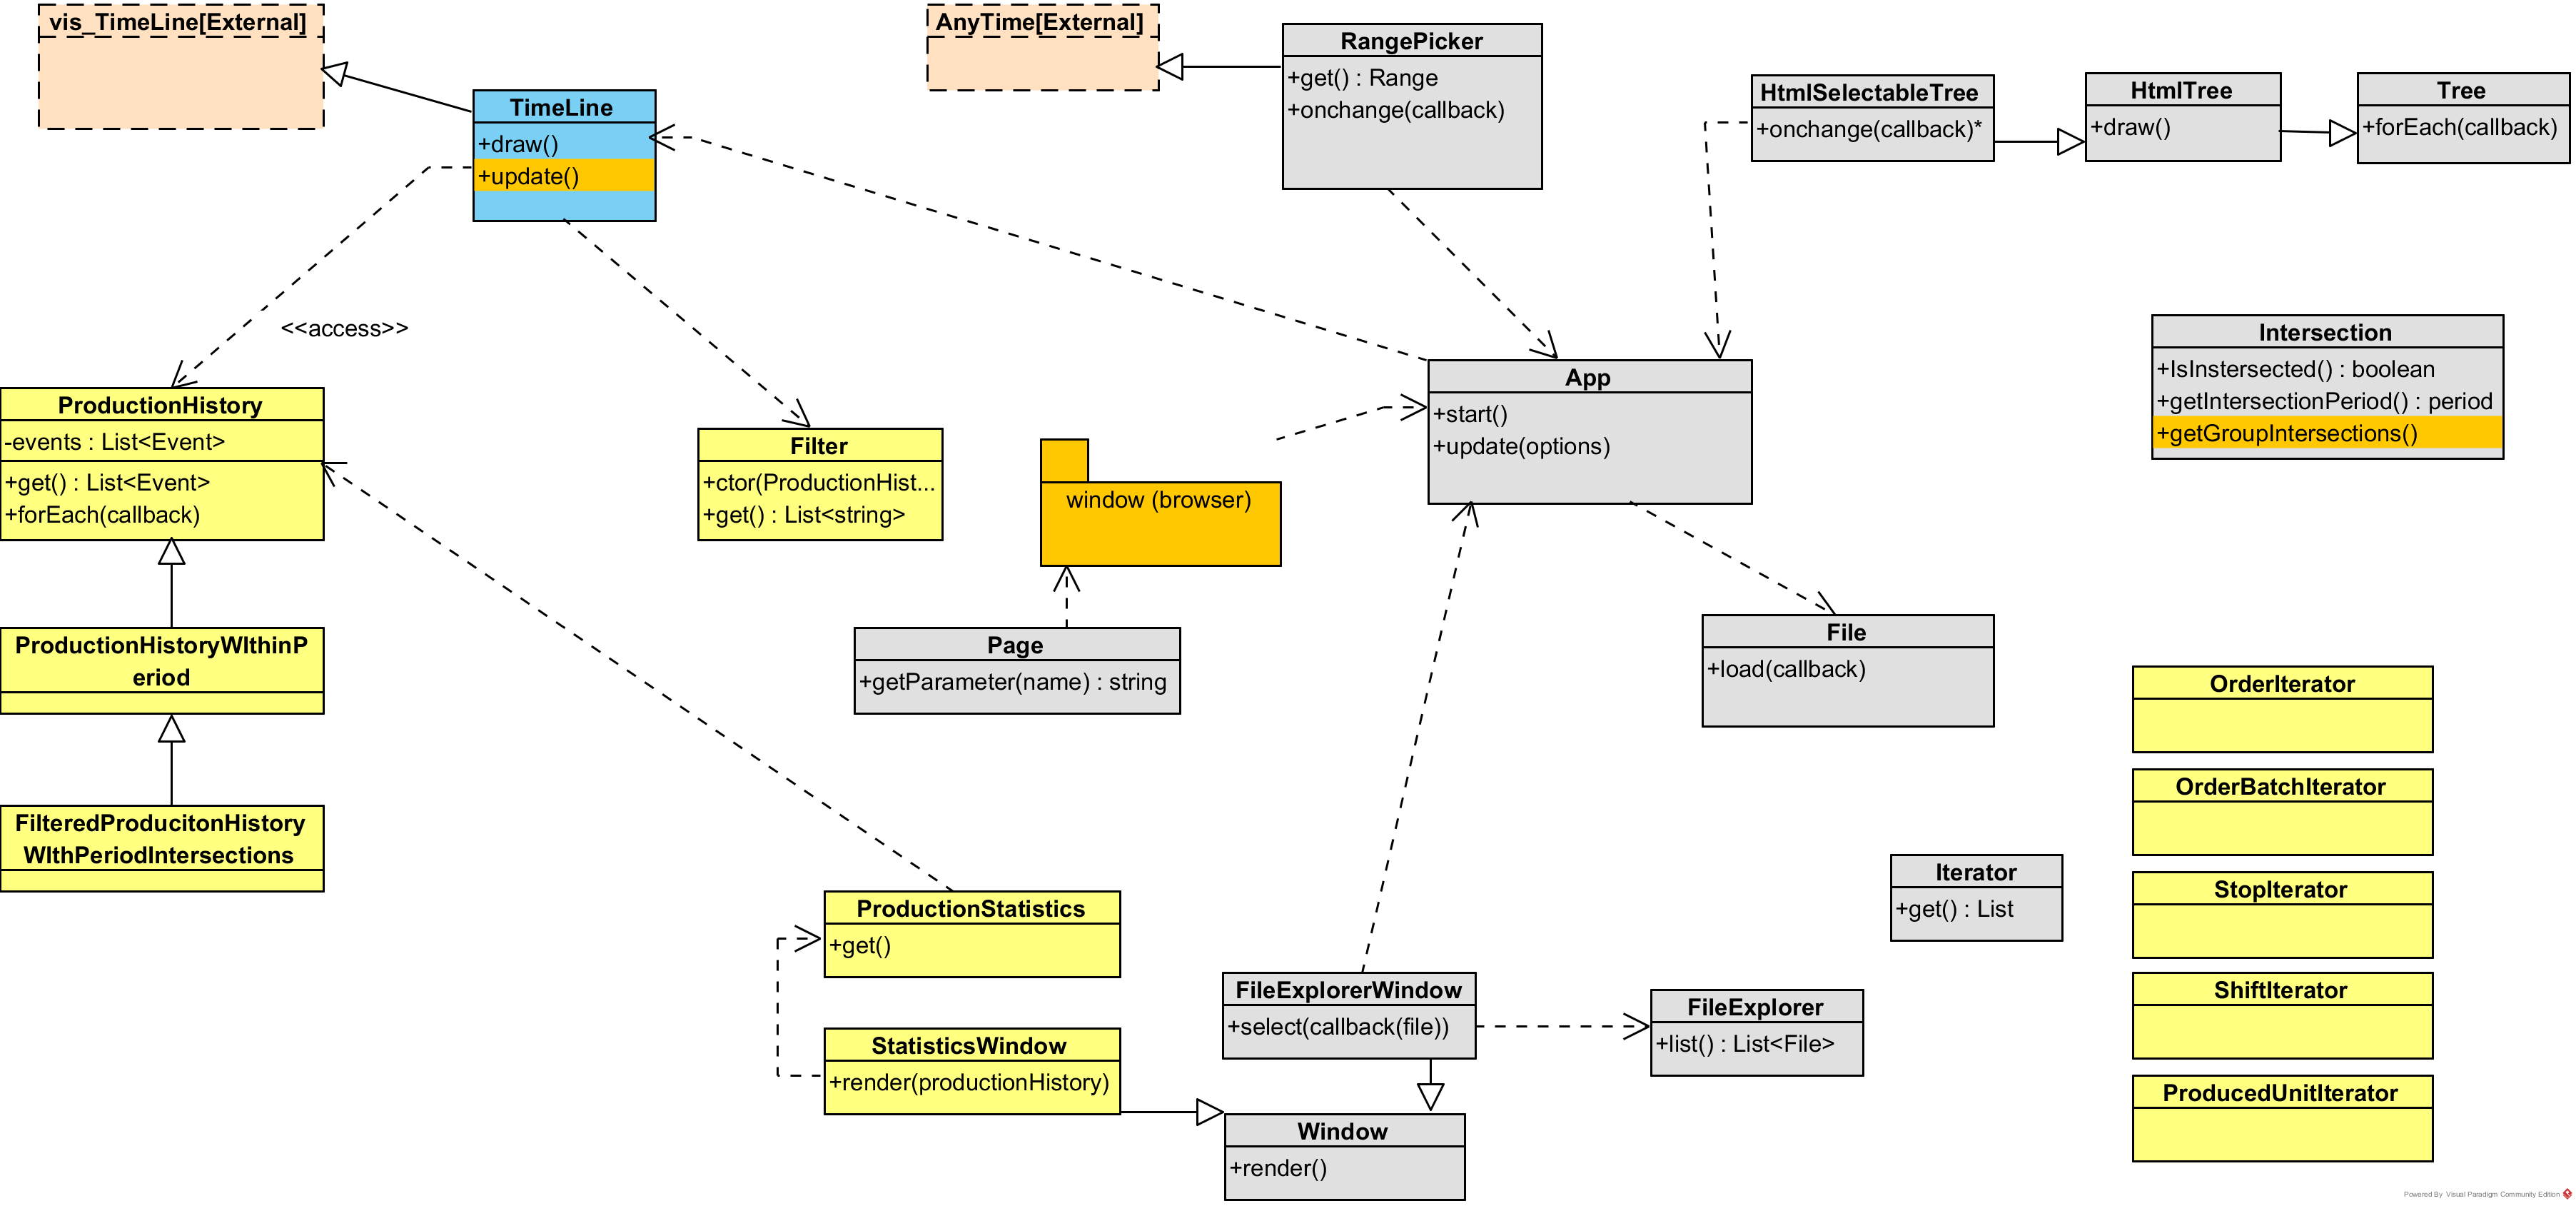 vis_TimeLine[External]
TimeLine
+draw()
+update()
AnyTime[External]
RangePicker
+get() : Range
+onchange(callback)
HtmlSelectableTree
+onchange(callback)*
HtmlTree
+draw()
Tree
+forEach(callback)
<<access>>
ProductionHistory
-events : List<Event>
+get() : List<Event>
+forEach(callback)
Filter
+ctor(ProductionHist...
+get() : List<string>
window (browser)
App
+start()
+update(options)
Intersection
+IsInstersected() : boolean
+getIntersectionPeriod() : period
+getGroupIntersections()
ProductionHistoryWIthinP
eriod
Page
+getParameter(name) : string
File
+load(callback)
OrderIterator
OrderBatchIterator
FilteredProducitonHistory
WIthPeriodIntersections
Iterator
+get() : List
StopIterator
ProductionStatistics
+get()
FileExplorerWindow
+select(callback(file))
FileExplorer
+list() : List<File>
ShiftIterator
StatisticsWindow
+render(productionHistory)
ProducedUnitIterator
Window
+render()
Powered By Visual Paradigm Community Edition